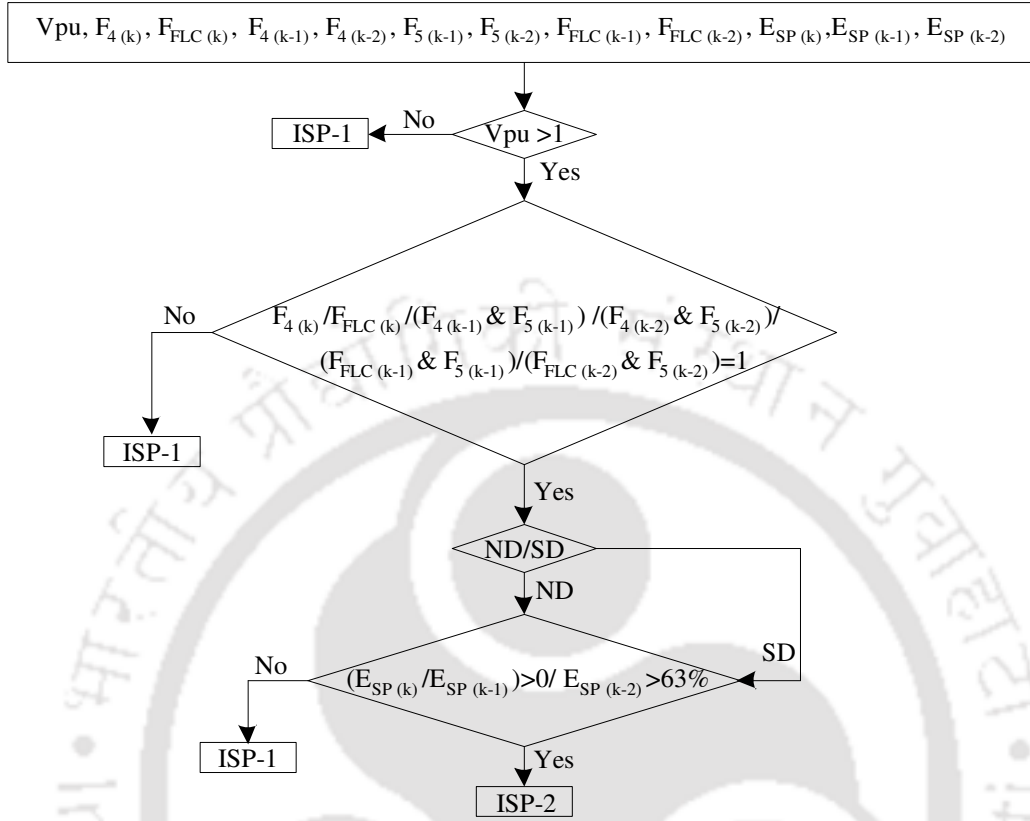 Vpu, F4 (k), FFLC (k), F4 (k-1), F4 (k-2), F5 (k-1), F5 (k-2), FFLC (k-1), FFLC (k-2), ESP (k),ESP (k-1), ESP (k-2)
ISP-1
No
Vpu >1
Yes
No
F4 (k) /FFLC (k) /(F4 (k-1) & F5 (k-1) ) /(F4 (k-2) & F5 (k-2) )/
(FFLC (k-1) & F5 (k-1) )/(FFLC (k-2) & F5 (k-2) )=1
ISP-1
Yes
ND/SD
ND
SD
No
(ESP (k) /ESP (k-1) )>0/ ESP (k-2) >63%
ISP-1
Yes
ISP-2